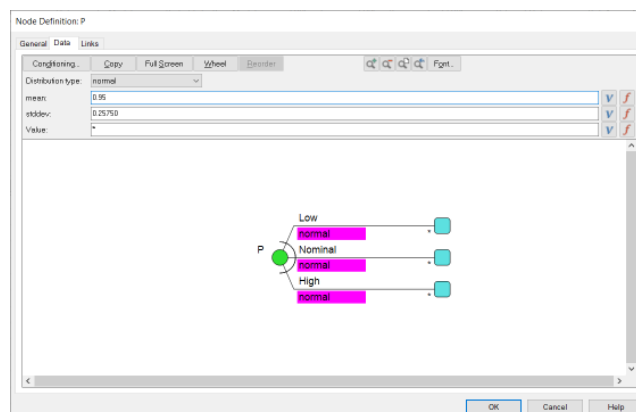 Node Definition: P
General Data Links
Conditioning... Copy Full Screen Wheel Reorder Font...
Distribution type: normal
mean: 0.95 V f
stddev: 0.25750 V f
Value: * V f
Low
normal *
P Nominal
normal *
High
normal *
OK Cancel Help